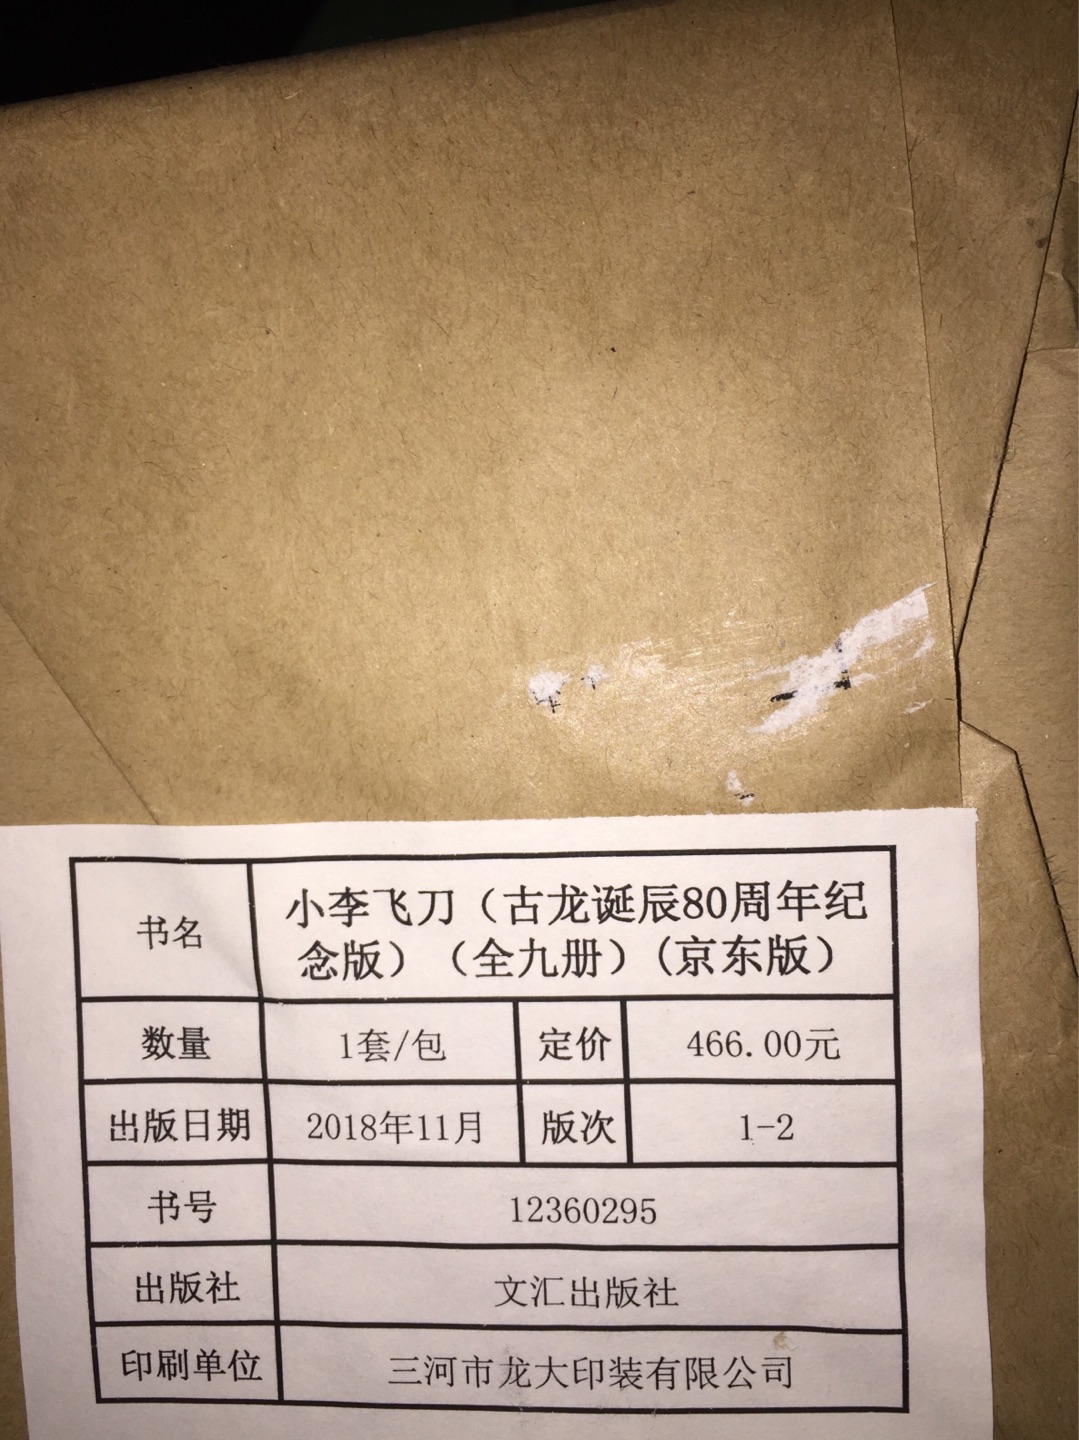 书名
小李飞刀（古龙诞辰80周年纪
念版）（全九册）(京东版）
数量 1套/包 定价 466.00元
出版日期 2018年11月 版次 1-2
书号 12360295
出版社 文汇出版社
印刷单位 三河市龙大印装有限公司